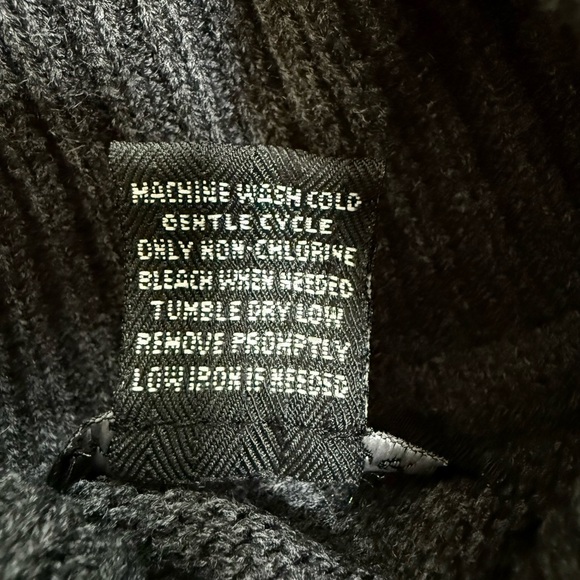 MACHINE WASH COLD
GENTLE CYCLE
ONLY NON-CHLORINE
BLEACH WHEN NEEDED
TUMBLE DRY LOW
REMOVE PROMPTLY
LOW IRON IF NEEDED